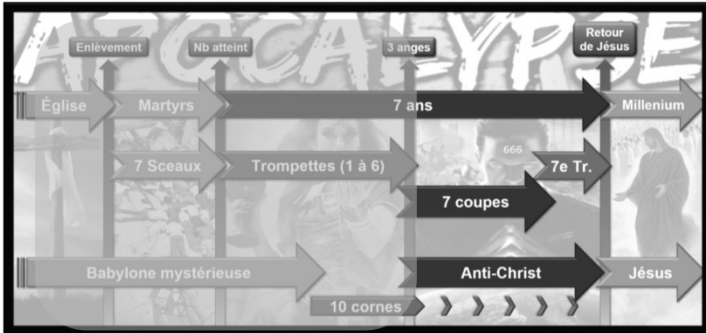 APOCALYPSE
Enlèvement
Nb atteint
3 anges
Retour
de Jésus
Église
Martyrs
7 ans
Millenium
7 Sceaux
Trompettes (1 à 6)
666
7e Tr.
7 coupes
Babylone mystérieuse
Anti-Christ
Jésus
10 cornes